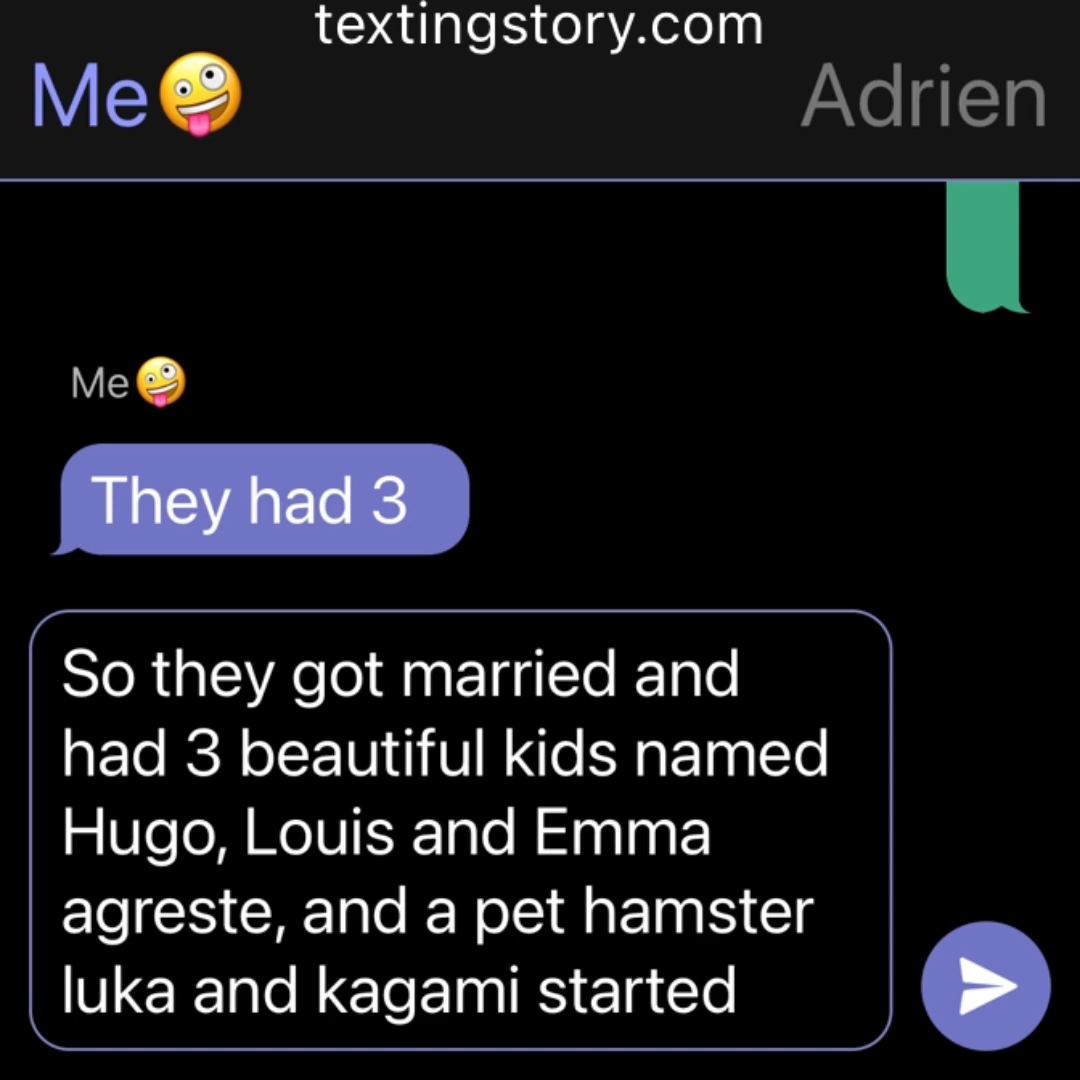 textingstory.com
Me🤪 Adrien
Me🤪
They had 3
So they got married and
had 3 beautiful kids named
Hugo, Louis and Emma
agreste, and a pet hamster
luka and kagami started